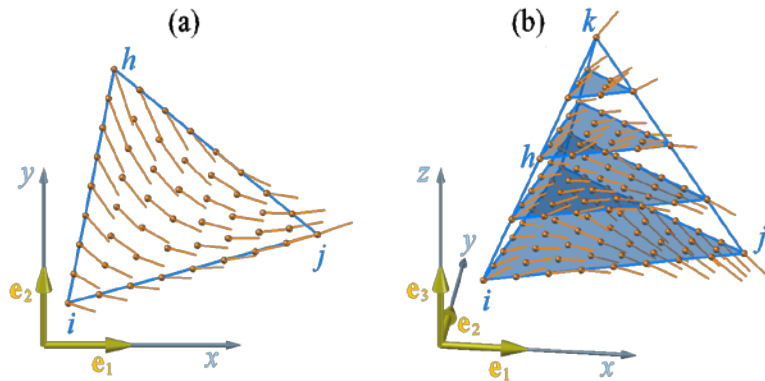 (a) (b)
h k
y z h y
e₂ e₃ e₂
i j i j
e₁ x e₁ x